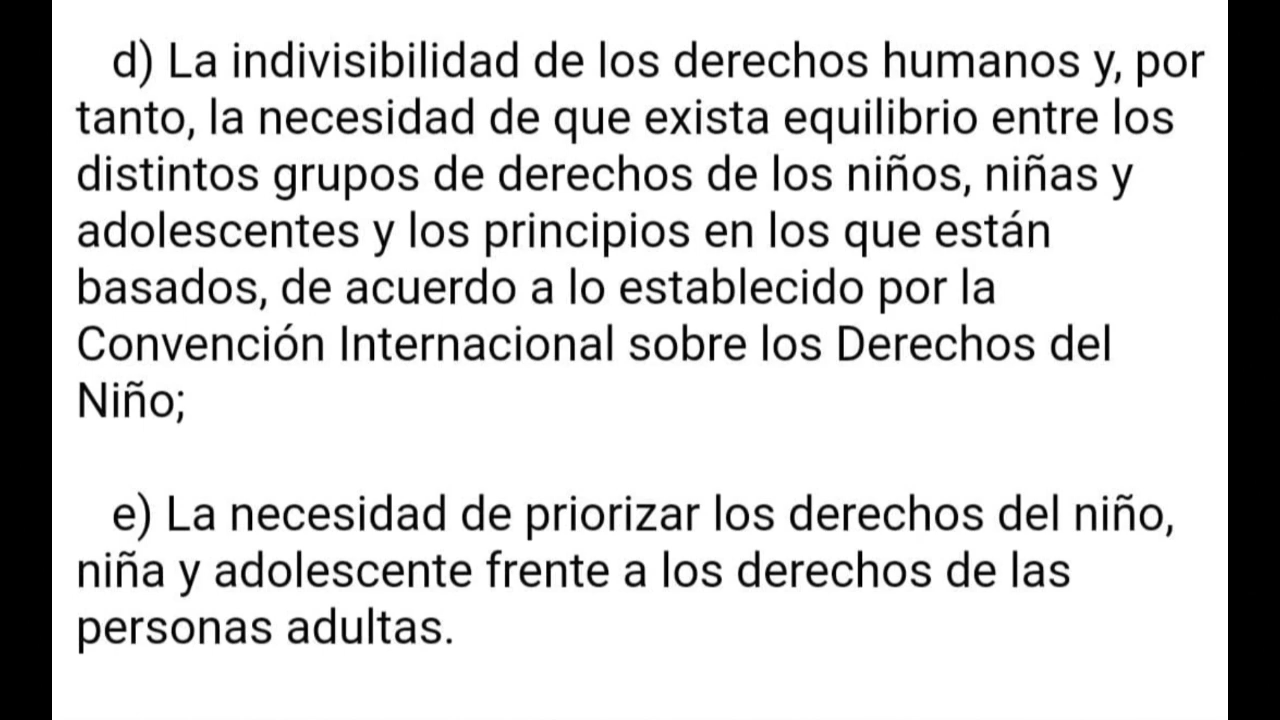 d) La indivisibilidad de los derechos humanos y, por
tanto, la necesidad de que exista equilibrio entre los
distintos grupos de derechos de los niños, niñas y
adolescentes y los principios en los que están
basados, de acuerdo a lo establecido por la
Convención Internacional sobre los Derechos del
Niño;
e) La necesidad de priorizar los derechos del niño,
niña y adolescente frente a los derechos de las
personas adultas.